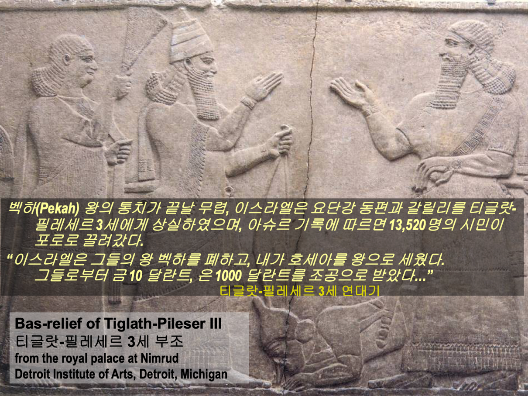 벡하(Pekah) 왕의 통치가 끝날 무렵, 이스라엘은 요단강 동편과 갈릴리를 티글랏-
필레세르 3세에게 상실하였으며, 아슈르 기록에 따르면 13,520명의 시민이
포로로 끌려갔다.
“이스라엘은 그들의 왕 벡하를 폐하고, 내가 호세아를 왕으로 세웠다.
그들로부터 금 10 달란트, 은 1000 달란트를 조공으로 받았다...”
티글랏-필레세르 3세 연대기
Bas-relief of Tiglath-Pileser III
티글랏-필레세르 3세 부조
from the royal palace at Nimrud
Detroit Institute of Arts, Detroit, Michigan